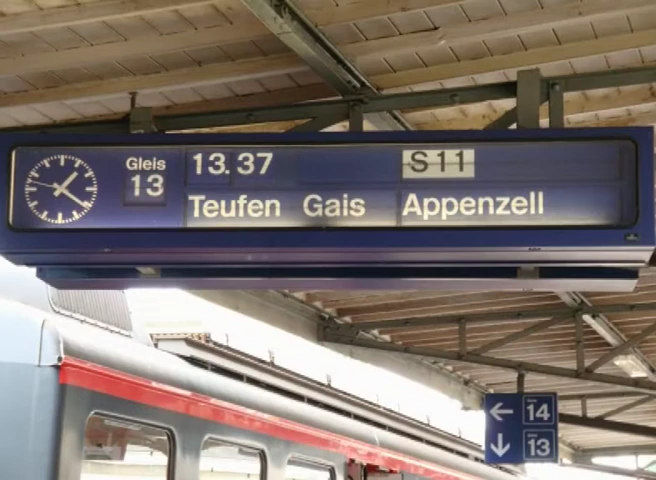 Gleis 13.37 S11
13
Teufen Gais Appenzell
← 14
↓ 13